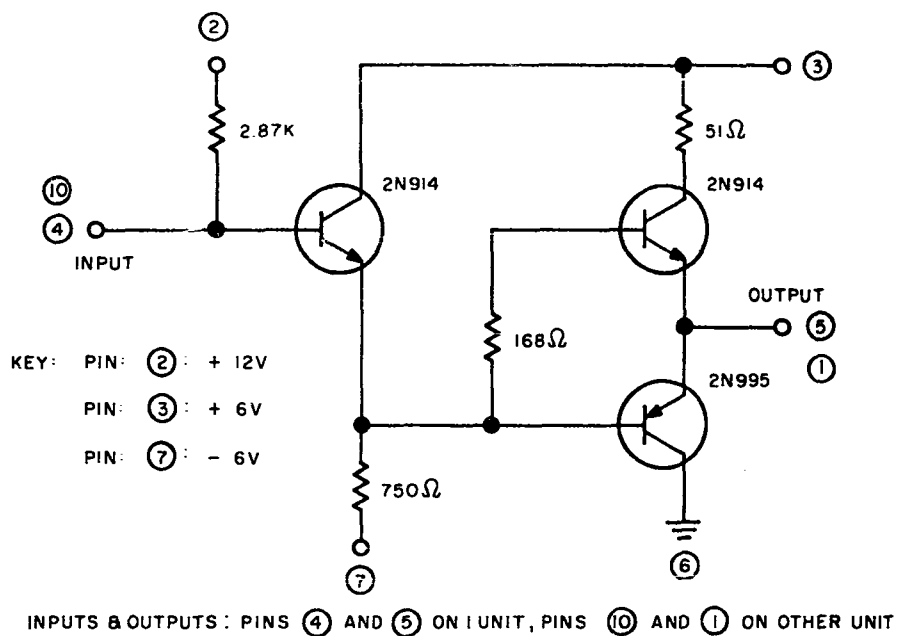 ②
③
2.87K
51Ω
⑩
2N914
2N914
④
INPUT
OUTPUT
⑤
168Ω
KEY: PIN: ②: + 12V
①
2N995
PIN: ③: + 6V
PIN: ⑦: - 6V
750Ω
⑥
⑦
INPUTS & OUTPUTS: PINS ④ AND ⑤ ON 1 UNIT, PINS ⑩ AND ① ON OTHER UNIT